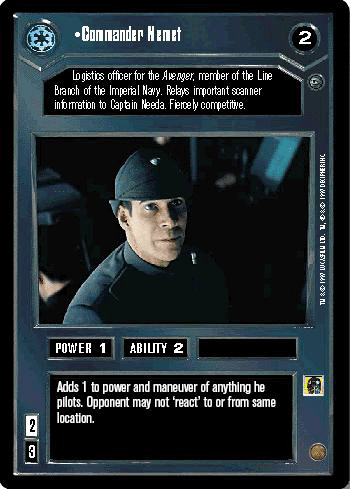 •Commander Nemet
2
Logistics officer for the Avenger, member of the Line
Branch of the Imperial Navy. Relays important scanner
information to Captain Needa. Fiercely competitive.
POWER 1
ABILITY 2
Adds 1 to power and maneuver of anything he
pilots. Opponent may not 'react' to or from same
location.
2
3